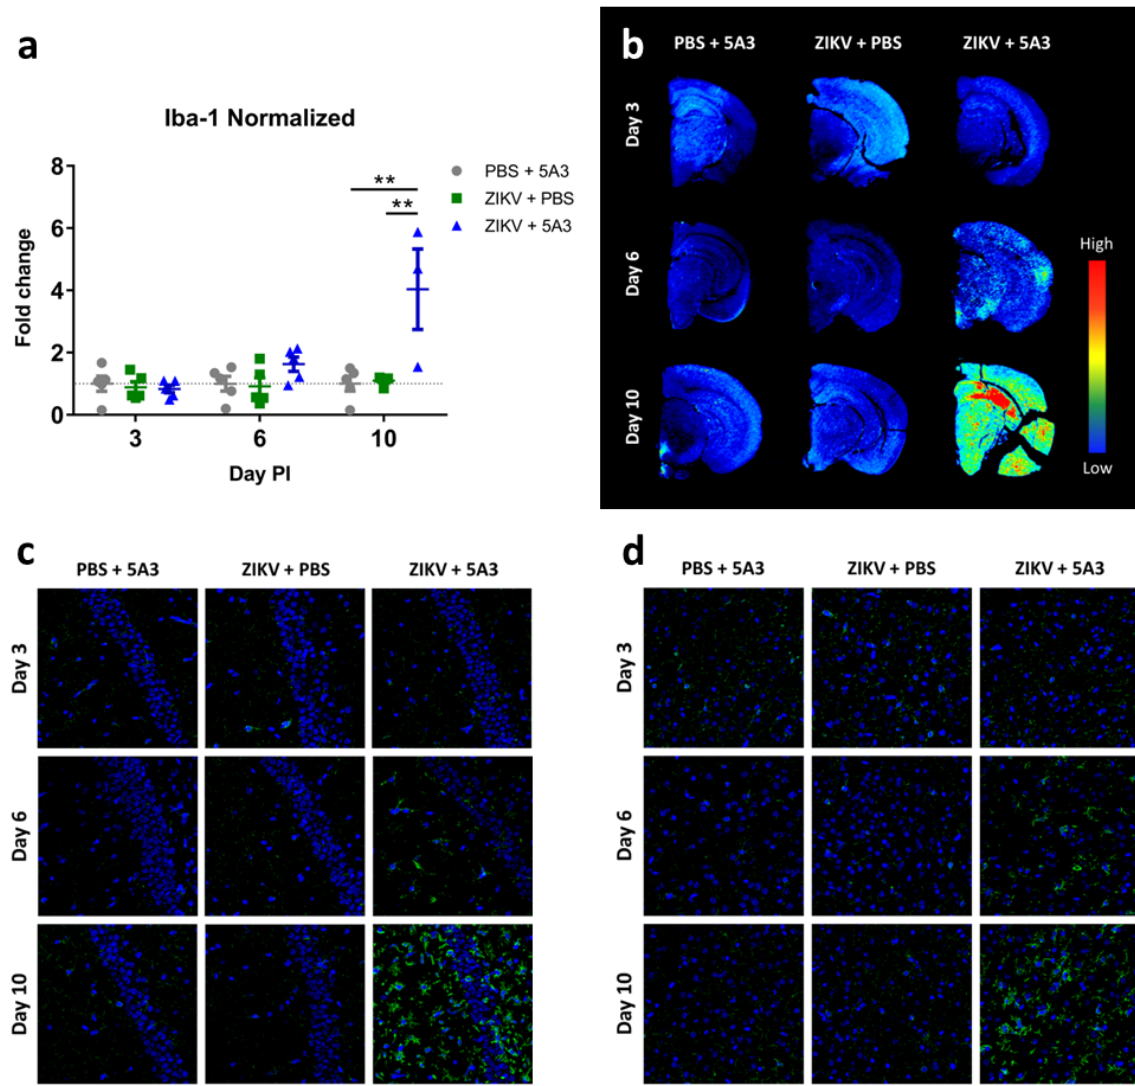 a
Iba-1 Normalized
Fold change
8
6
4
2
0
**
**
3
6
10
Day PI
PBS + 5A3
ZIKV + PBS
ZIKV + 5A3
b
PBS + 5A3
ZIKV + PBS
ZIKV + 5A3
Day 3
Day 6
Day 10
High
Low
c
PBS + 5A3
ZIKV + PBS
ZIKV + 5A3
Day 3
Day 6
Day 10
d
PBS + 5A3
ZIKV + PBS
ZIKV + 5A3
Day 3
Day 6
Day 10